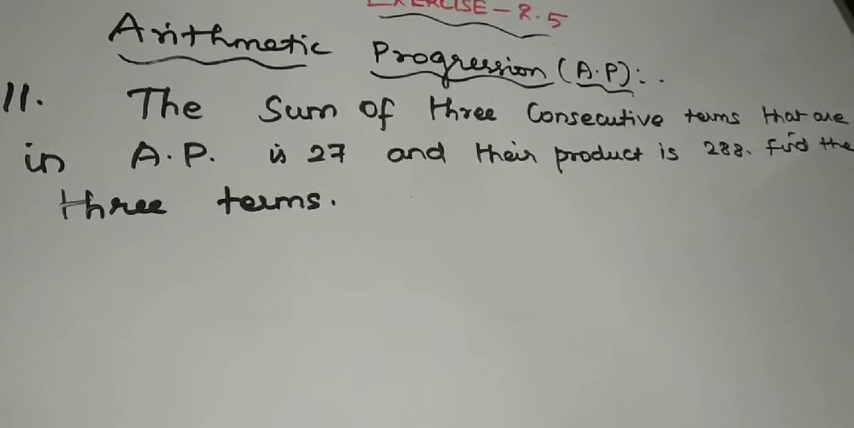 EXERCISE - 2.5
Arithmetic Progression (A.P):.
11. The Sum of three Consecutive terms that are
in A.P. is 27 and their product is 288. find the
three terms.